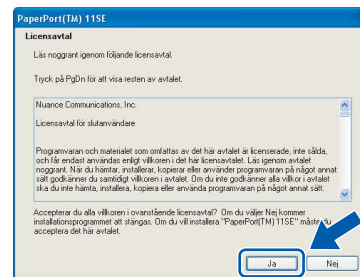 PaperPort(TM) 11SE
Licensavtal
Läs noggrant igenom följande licensavtal.
Tryck på PgDn för att visa resten av avtalet.
Nuance Communications, Inc.
Licensavtal för slutanvändare
Programvaran och materialet som omfattas av det här avtalet är licenserade, inte sålda,
och får endast användas enligt villkoren i det här licensavtalet. Läs igenom avtalet
noggrant. När du hämtar, installerar, kopierar eller använder programvaran på något annat
sätt godkänner du samtidigt villkoren i avtalet. Om du inte godkänner alla villkor i avtalet
ska du inte hämta, installera, kopiera eller använda programvaran på något annat sätt.
Accepterar du alla villkoren i ovanstående licensavtal? Om du väljer Nej kommer
installationsprogrammet att stängas. Om du vill installera "PaperPort(TM) 11SE" måste du
acceptera det här avtalet.
Ja
Nej